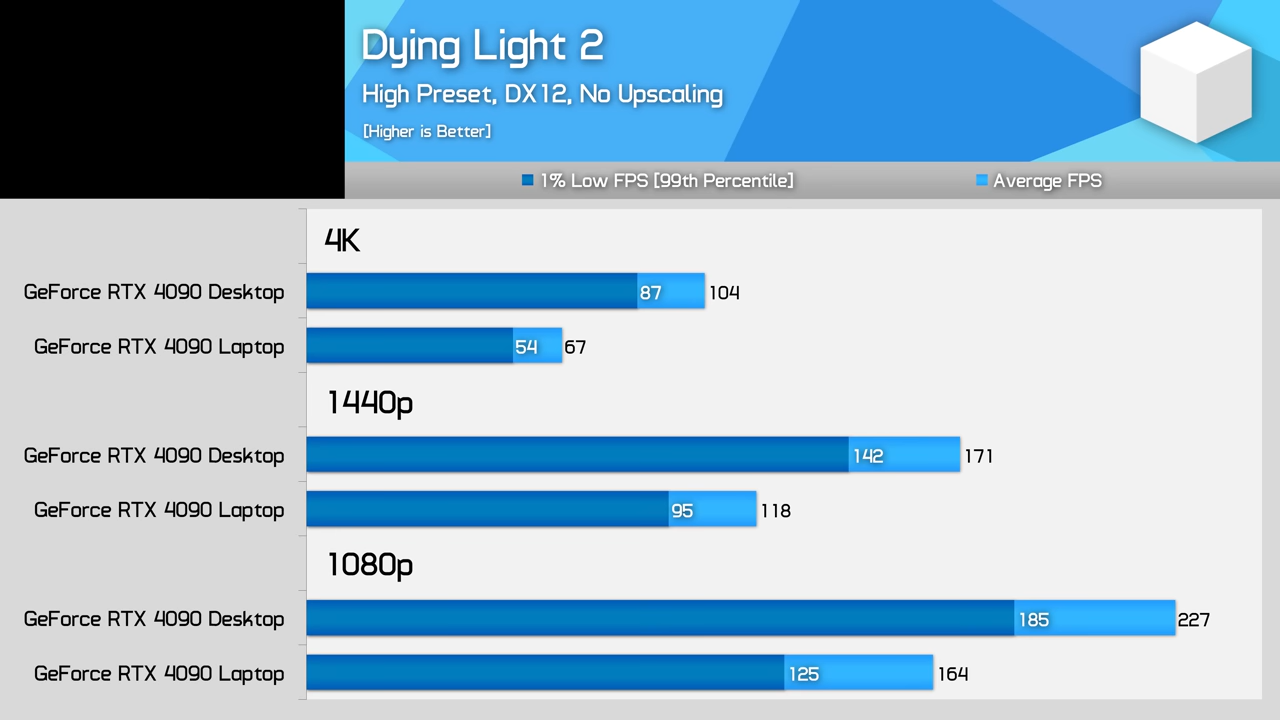 Dying Light 2
High Preset, DX12, No Upscaling
[Higher is Better]
1% Low FPS [99th Percentile] Average FPS
4K
GeForce RTX 4090 Desktop 87 104
GeForce RTX 4090 Laptop 54 67
1440p
GeForce RTX 4090 Desktop 142 171
GeForce RTX 4090 Laptop 95 118
1080p
GeForce RTX 4090 Desktop 185 227
GeForce RTX 4090 Laptop 125 164